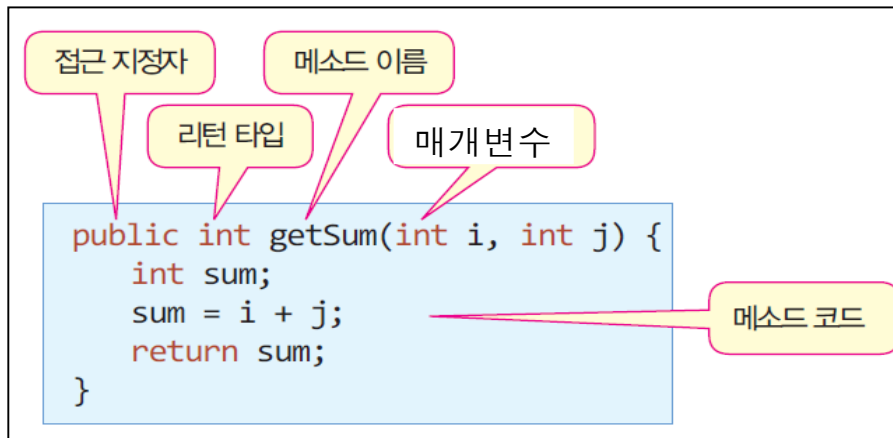 접근 지정자
메소드 이름
리턴 타입
매개변수
public int getSum(int i, int j) {
int sum;
sum = i + j;
return sum;
}
메소드 코드